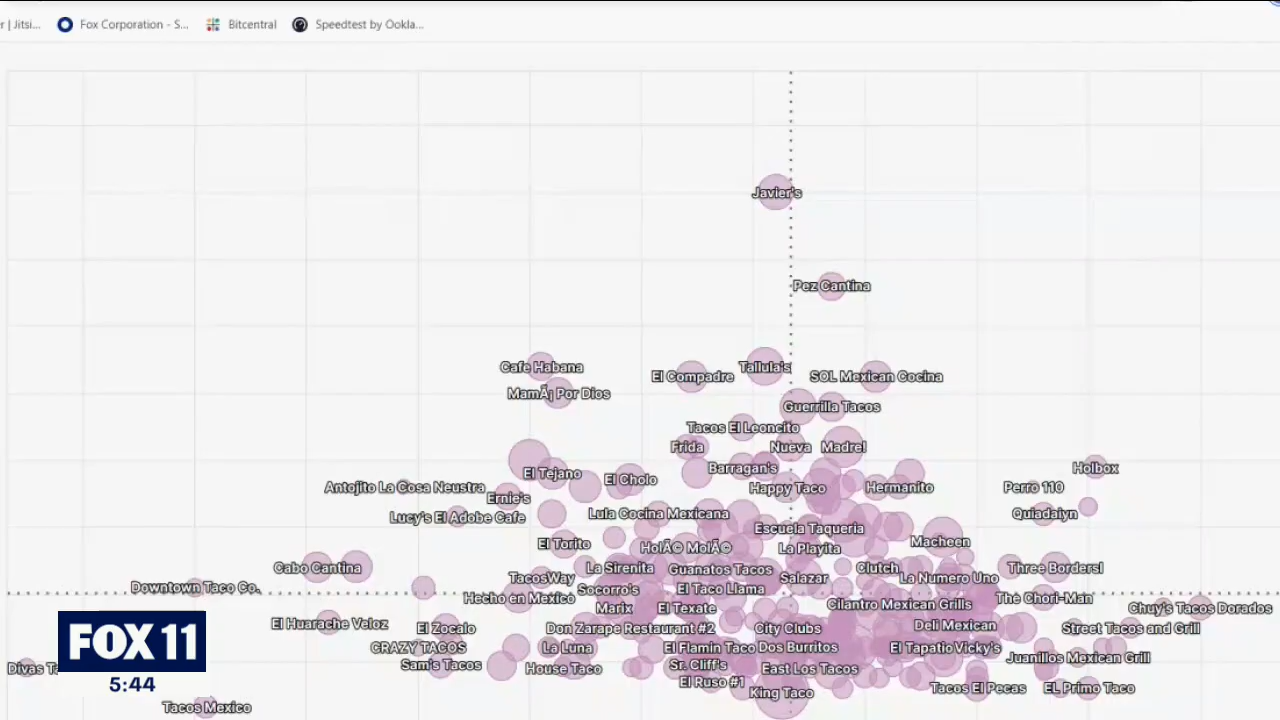 r | Jitsi...
Fox Corporation - S...
Bitcentral
Speedtest by Ookla...
Javier's
Pez Cantina
Cafe Habana
Tallula's
El Compadre
SOL Mexican Cocina
MamÃ¡ Por Dios
Guerrilla Tacos
Tacos El Leoncito
Frida
Nueva
Madre!
Barragan's
Holbox
El Tejano
El Cholo
Antojito La Cosa Neustra
Happy Taco
Hermanito
Perro 110
Ernie's
Lucy's El Adobe Cafe
Lula Cocina Mexicana
Quiadaiyn
Escuela Taqueria
El Torito
HolÃ© MolÃ©
La Playita
Macheen
Cabo Cantina
La Sirenita
Guanatos Tacos
Clutch
Three Borders!
TacosWay
Salazar
La Numero Uno
Downtown Taco Co.
Socorro's
El Taco Llama
Hecho en Mexico
The Chori-Man
Marix
El Texate
Cilantro Mexican Grills
Chuy's Tacos Dorados
El Huarache Veloz
El Zocalo
Don Zarape Restaurant #2
City Clubs
Dell Mexican
Street Tacos and Grill
CRAZY TACOS
La Luna
El Flamin Taco
Dos Burritos
El Tapatio
Vicky's
Juanillos Mexican Grill
Divas Ta
Sam's Tacos
House Taco
Sr. Cliff's
East Los Tacos
El Ruso #1
King Taco
Tacos El Pecas
EL Primo Taco
Tacos Mexico
FOX 11
5:44